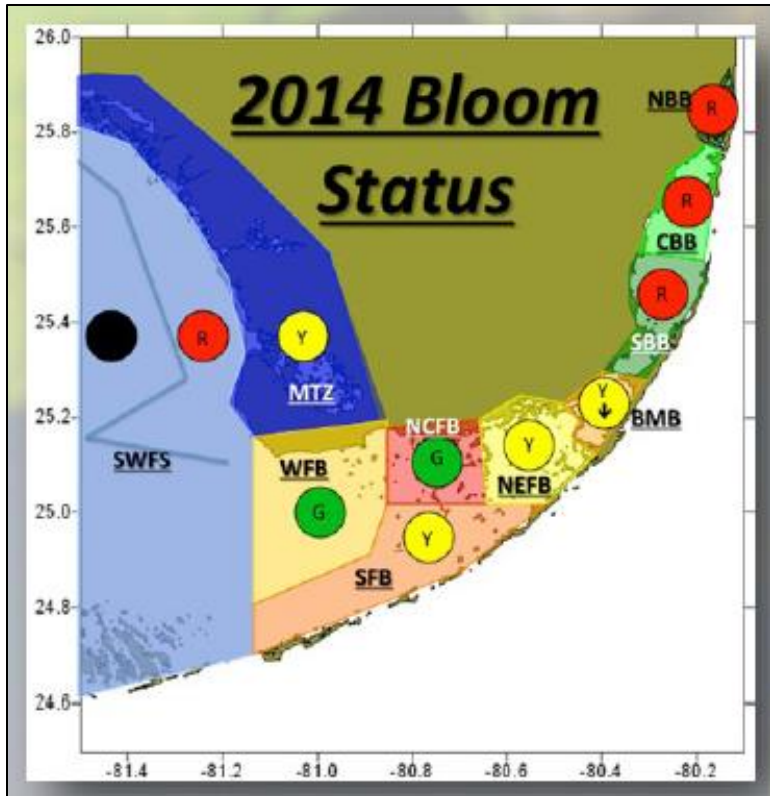 2014 Bloom
Status
26.0
25.8
25.6
25.4
25.2
25.0
24.8
24.6
-81.4
-81.2
-81.0
-80.8
-80.6
-80.4
-80.2
NBB
R
R
CBB
R
SBB
R
Y
MTZ
Y
BMB
NCFB
G
Y
NEFB
SWFS
WFB
G
Y
SFB